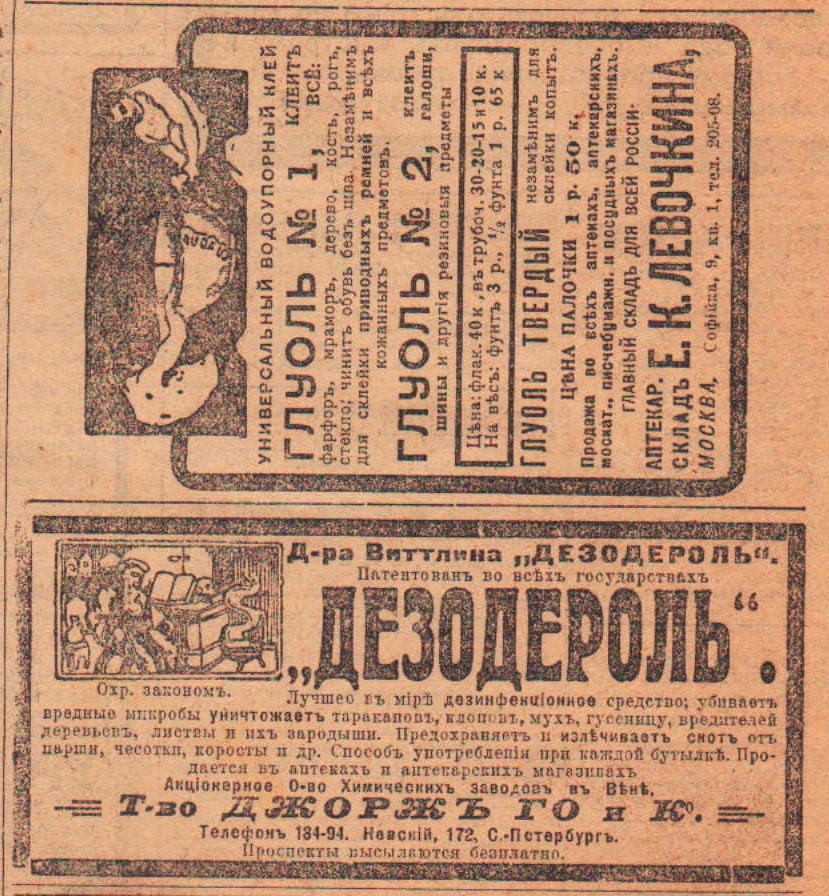 УНИВЕРСАЛЬНЫЙ ВОДОУПОРНЫЙ КЛЕЙ
ГЛУОЛЬ № 1, КЛЕИТЪ ВСЁ:
фарфоръ, мраморъ, дерево, кость, рогъ,
стекло; чинитъ обувь безъ шва. Незамѣнимъ
для склейки приводныхъ ремней и всѣхъ
кожанныхъ предметовъ.
ГЛУОЛЬ № 2, клеитъ галоши,
шины и другія резиновыя предметы
Цѣна: флак. 40 к., въ трубоч. 30-20-15 и 10 к.
На вѣсъ: фунтъ 3 р., ½ фунта 1 р. 65 к
ГЛУОЛЬ ТВЕРДЫЙ незамѣнимъ для склейки копытъ.
ЦѢНА ПАЛОЧКИ 1 р. 50 к.
Продажа во всѣхъ аптекахъ, аптекарскихъ,
москат., писчебумажн. и посудныхъ магазинахъ.
ГЛАВНЫЙ СКЛАДЪ ДЛЯ ВСЕЙ РОССІИ-
АПТЕКАР. СКЛАДЪ Е. К. ЛЕВОЧКИНА,
МОСКВА, Софійка, 9, кв. 1, тел. 205-08.
Д-ра Виттлина „ДЕЗОДЕРОЛЬ“.
Патентованъ во всѣхъ государствахъ
„ДЕЗОДЕРОЛЬ“.
Охр. закономъ.
Лучшео въ мірѣ дезинфекціонное средство; убиваетъ
вредные микробы уничтожаетъ таракановъ, клоповъ, мухъ, гусеницу, вредителей
деревьевъ, листвы и ихъ зародыши. Предохраняетъ и излѣчиваетъ скотъ отъ
парши, чесотки, коросты и др. Способъ употребленія при каждой бутылкѣ. Про-
дается въ аптекахъ и аптекарскихъ магазинахъ
Акціонерное О-во Химическихъ заводовъ въ Вѣнѣ.
Т-во ДЖОРЖЪ ГО и Ко.
Телефонъ 184-94. Невскій, 172, С.-Петербургъ.
Проспекты высылаются безплатно.